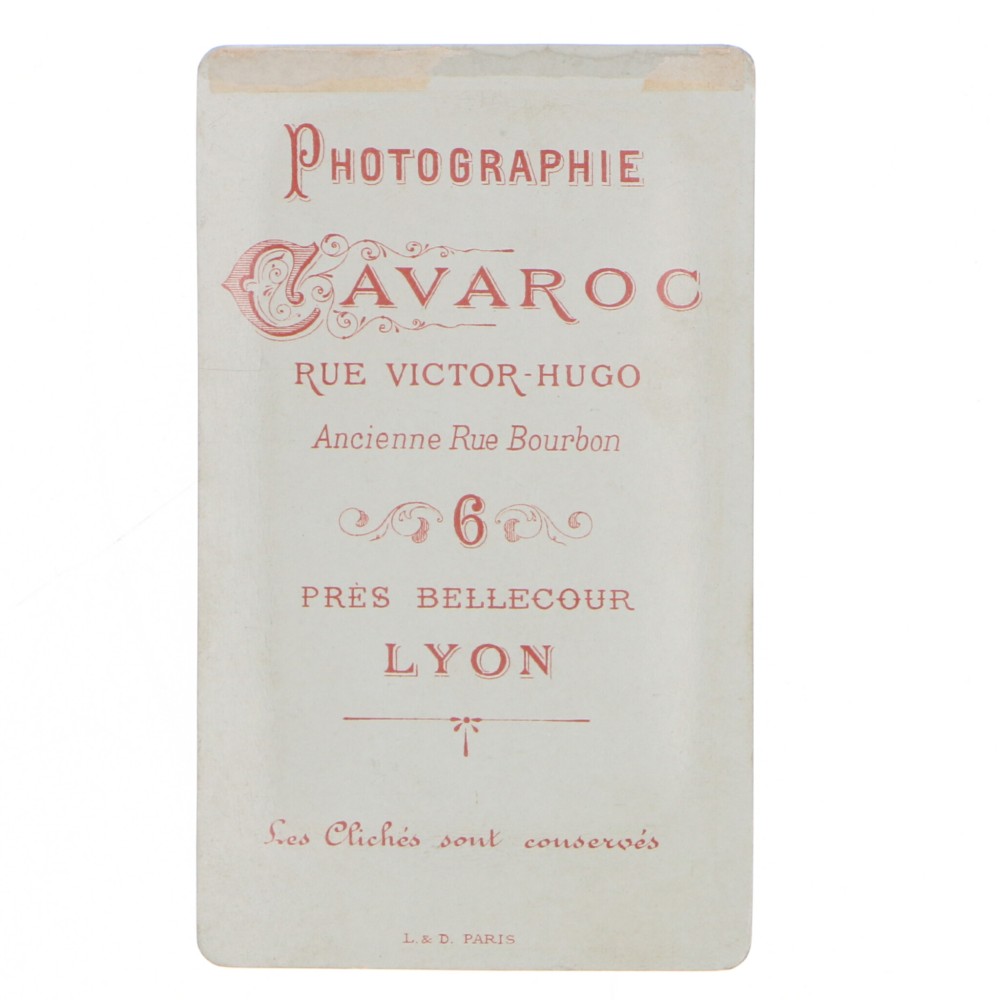 PHOTOGRAPHIE
CAVAROC
RUE VICTOR-HUGO
Ancienne Rue Bourbon
6
PRÈS BELLECOUR
LYON
Les Clichés sont conservés
L. & D. PARIS